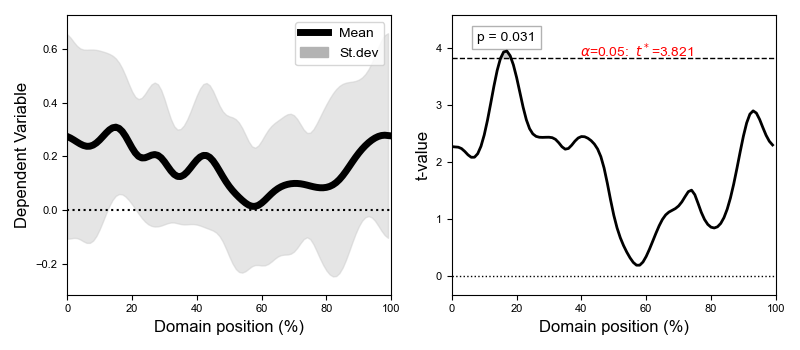 Mean
St.dev
0.6
0.4
0.2
0.0
−0.2
0
20
40
60
80
100
Dependent Variable
Domain position (%)
p = 0.031
α=0.05: t*=3.821
4
3
2
1
0
0
20
40
60
80
100
t-value
Domain position (%)